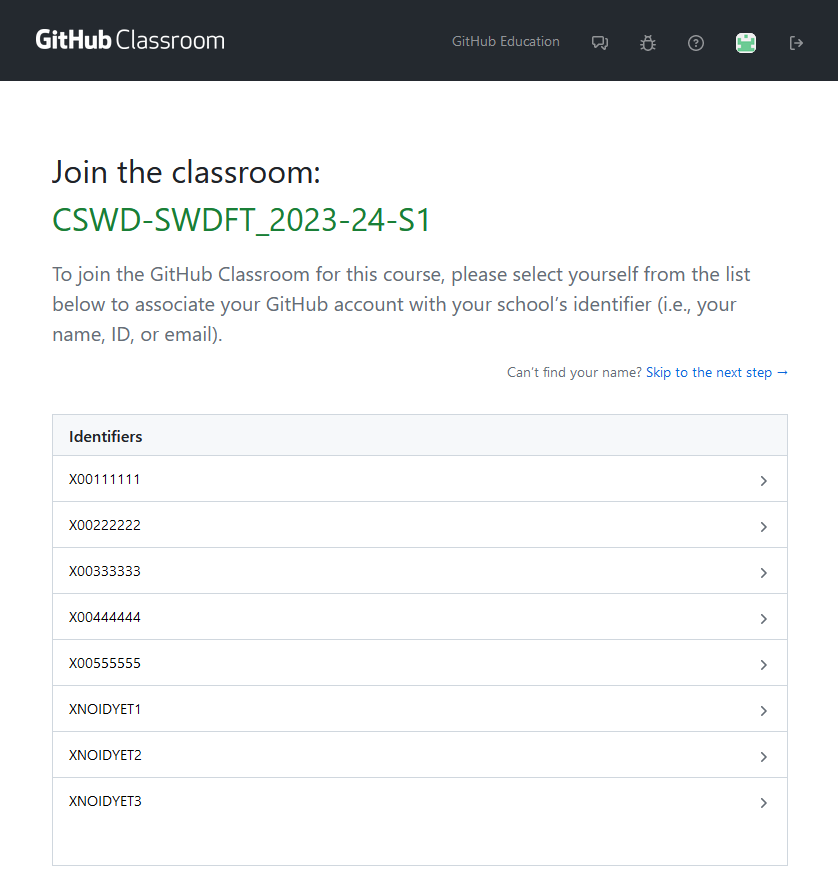 GitHub Classroom
GitHub Education
Join the classroom:
CSWD-SWDFT_2023-24-S1
To join the GitHub Classroom for this course, please select yourself from the list
below to associate your GitHub account with your school’s identifier (i.e., your
name, ID, or email).
Can’t find your name? Skip to the next step →
Identifiers
X00111111
X00222222
X00333333
X00444444
X00555555
XNOIDYET1
XNOIDYET2
XNOIDYET3